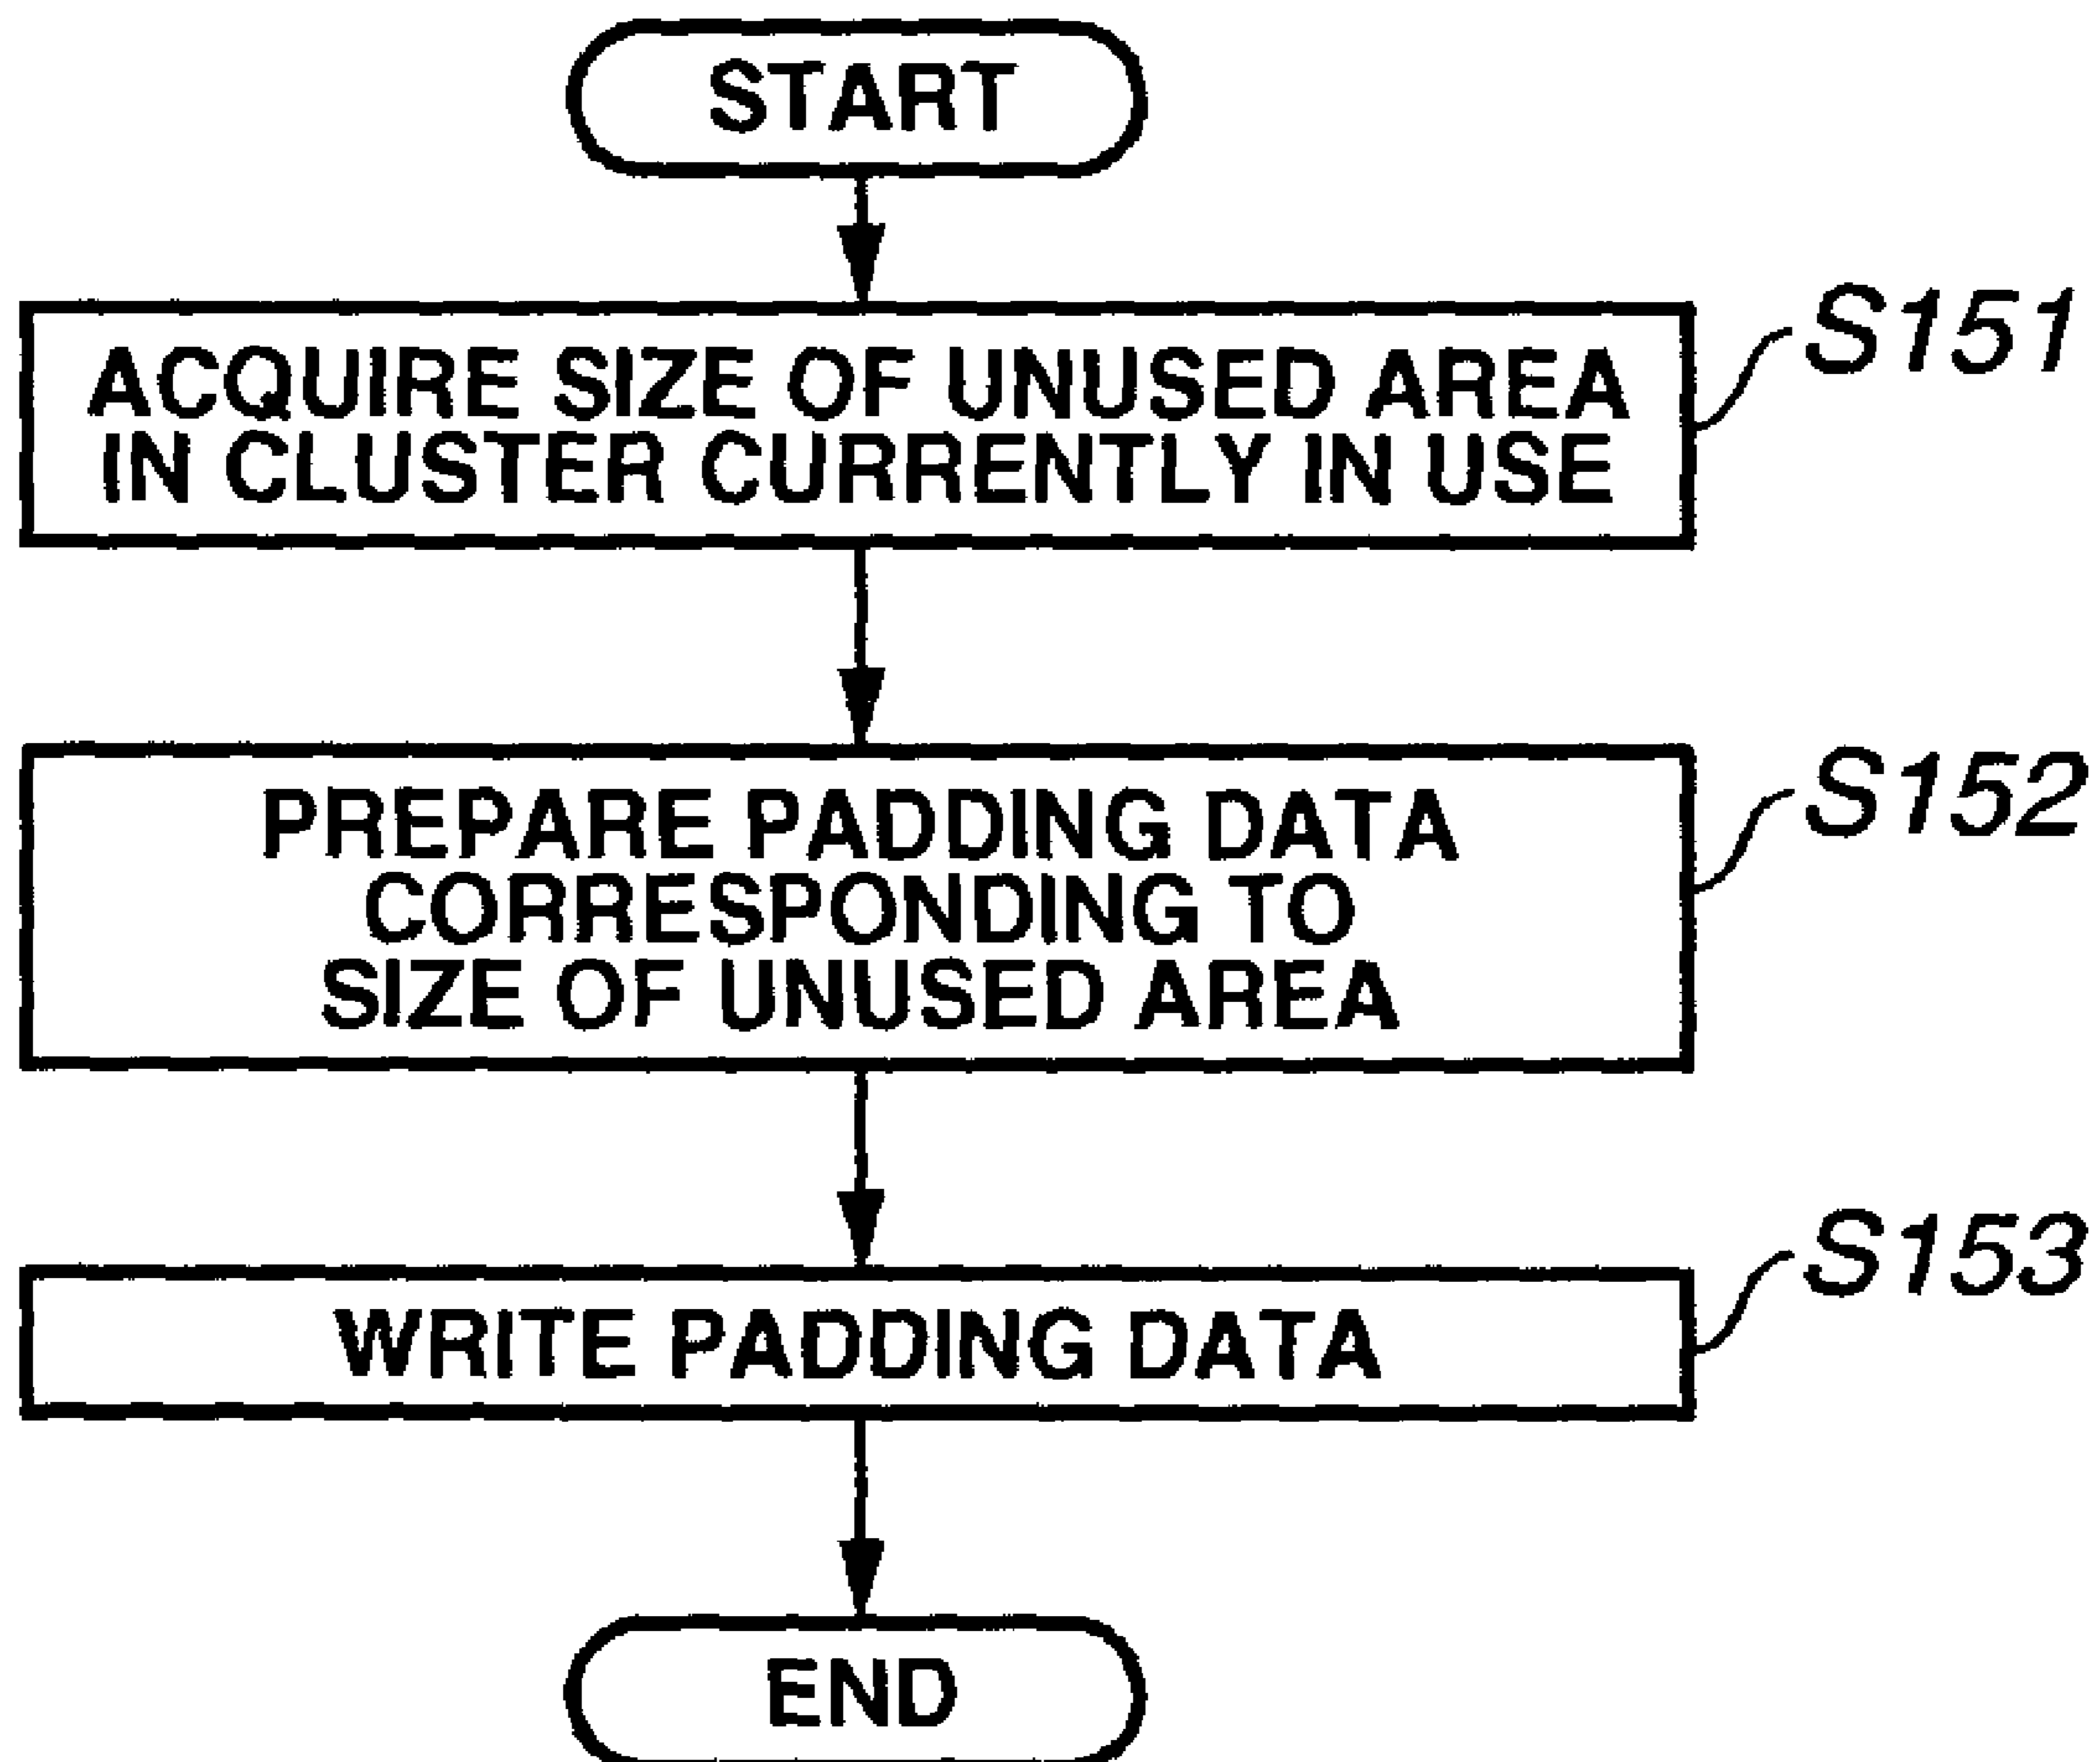 START
ACQUIRE SIZE OF UNUSED AREA
IN CLUSTER CURRENTLY IN USE
S151
PREPARE PADDING DATA
CORRESPONDING TO
SIZE OF UNUSED AREA
S152
WRITE PADDING DATA
S153
END